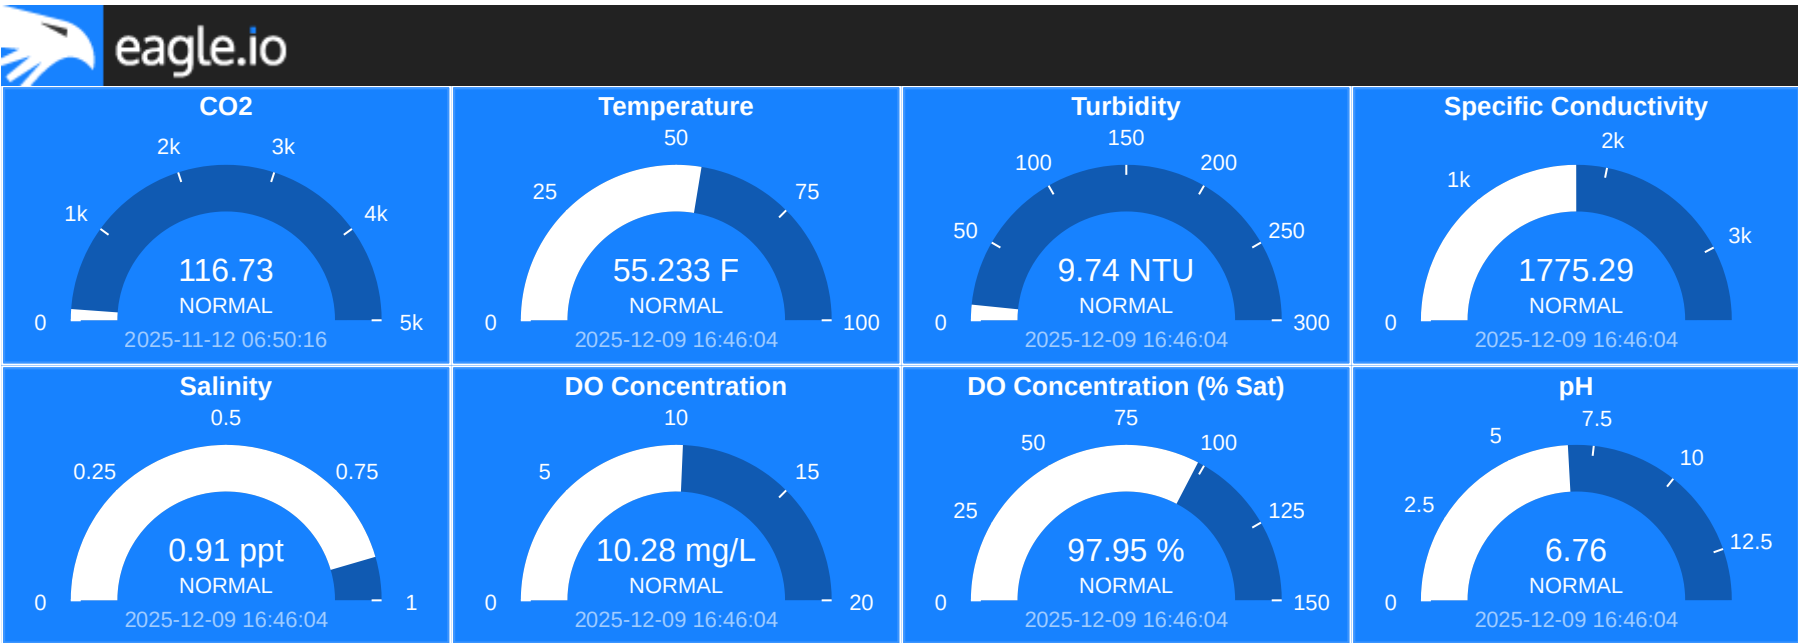 eagle.io
CO2
2k 3k
1k 4k
116.73
NORMAL
0 5k
2025-11-12 06:50:16
Temperature
50
25 75
55.233 F
NORMAL
0 100
2025-12-09 16:46:04
Turbidity
150
100 200
50 250
9.74 NTU
NORMAL
0 300
2025-12-09 16:46:04
Specific Conductivity
2k
1k
3k
1775.29
NORMAL
0
2025-12-09 16:46:04
Salinity
0.5
0.25 0.75
0.91 ppt
NORMAL
0 1
2025-12-09 16:46:04
DO Concentration
10
5 15
10.28 mg/L
NORMAL
0 20
2025-12-09 16:46:04
DO Concentration (% Sat)
75
50 100
25 125
97.95 %
NORMAL
0 150
2025-12-09 16:46:04
pH
7.5
5
10
2.5
12.5
6.76
NORMAL
0
2025-12-09 16:46:04